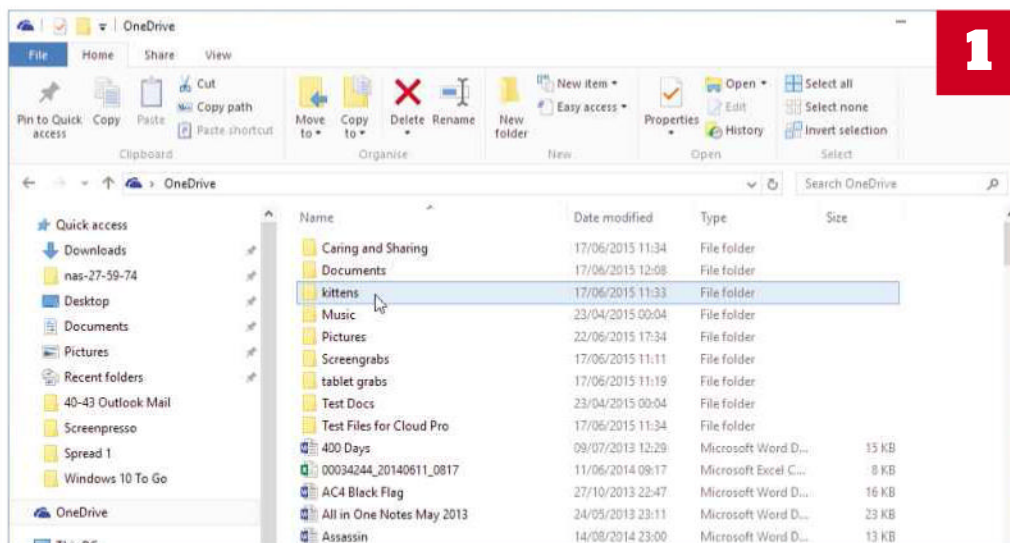 OneDrive
1
File Home Share View
Pin to Quick access
Copy
Paste
Cut
Copy path
Paste shortcut
Clipboard
Move to
Copy to
Delete
Rename
Organise
New folder
New item
Easy access
New
Properties
Open
Edit
History
Open
Select all
Select none
Invert selection
Select
OneDrive
Search OneDrive
Quick access
Downloads
nas-27-59-74
Desktop
Documents
Pictures
Recent folders
40-43 Outlook Mail
Screenpresso
Spread 1
Windows 10 To Go
OneDrive
Name Date modified Type Size
Caring and Sharing 17/06/2015 11:34 File folder
Documents 17/06/2015 12:08 File folder
kittens 17/06/2015 11:33 File folder
Music 23/04/2015 00:04 File folder
Pictures 22/06/2015 17:34 File folder
Screengrabs 17/06/2015 11:11 File folder
tablet grabs 17/06/2015 11:19 File folder
Test Docs 23/04/2015 00:04 File folder
Test Files for Cloud Pro 17/06/2015 11:34 File folder
400 Days 09/07/2013 12:29 Microsoft Word D... 15 KB
00034244_20140611_0817 11/06/2014 09:17 Microsoft Excel C... 8 KB
AC4 Black Flag 27/10/2013 22:47 Microsoft Word D... 16 KB
All in One Notes May 2013 24/05/2013 23:11 Microsoft Word D... 23 KB
Assassin 14/08/2014 23:00 Microsoft Word D... 13 KB